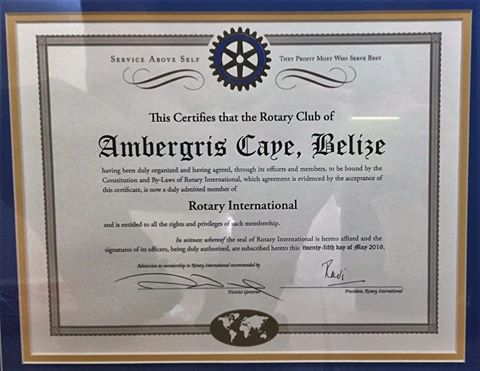 SERVICE ABOVE SELF
THEY PROFIT MOST WHO SERVE BEST
This Certifies that the Rotary Club of
Ambergris Caye, Belize
having been duly organized and having agreed, through its officers and members, to be bound by the
Constitution and By-Laws of Rotary International, which agreement is evidenced by the acceptance of
this certificate, is now a duly admitted member of
Rotary International
and is entitled to all the rights and privileges of such membership.
In witness whereof the seal of Rotary International is hereto affixed and the
signatures of its officers, being duly authorized, are subscribed hereto this twenty-fifth day of May 2016.
Admission to membership in Rotary International recommended by
Ravi
District Governor
President, Rotary International